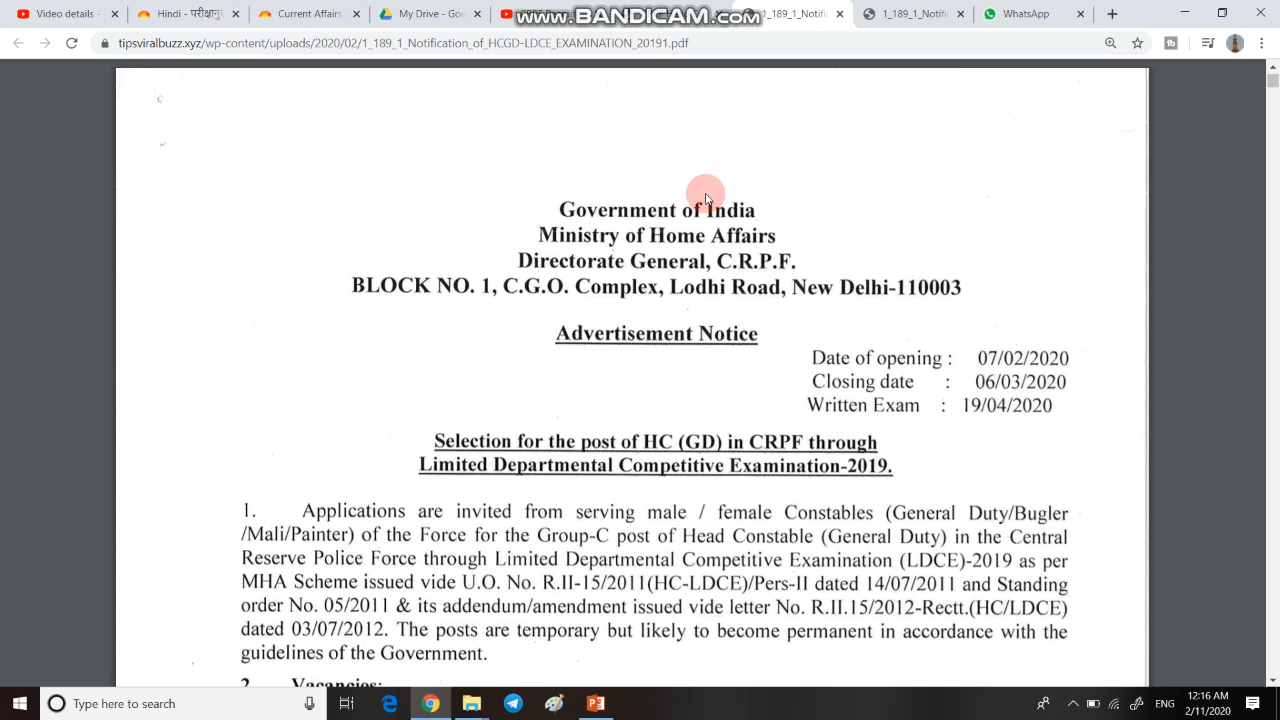 Video details -
Hindi -
Current Affairs
My Drive - Goo
www.BANDICAM.com
1_189_1_Notifi
1_189_1_Notifi
WhatsApp
tipsviralbuzz.xyz/wp-content/uploads/2020/02/1_189_1_Notification_of_HCGD-LDCE_EXAMINATION_20191.pdf
Government of India
Ministry of Home Affairs
Directorate General, C.R.P.F.
BLOCK NO. 1, C.G.O. Complex, Lodhi Road, New Delhi-110003
Advertisement Notice
Date of opening : 07/02/2020
Closing date : 06/03/2020
Written Exam : 19/04/2020
Selection for the post of HC (GD) in CRPF through
Limited Departmental Competitive Examination-2019.
1. Applications are invited from serving male / female Constables (General Duty/Bugler
/Mali/Painter) of the Force for the Group-C post of Head Constable (General Duty) in the Central
Reserve Police Force through Limited Departmental Competitive Examination (LDCE)-2019 as per
MHA Scheme issued vide U.O. No. R.II-15/2011(HC-LDCE)/Pers-II dated 14/07/2011 and Standing
order No. 05/2011 & its addendum/amendment issued vide letter No. R.II.15/2012-Rectt.(HC/LDCE)
dated 03/07/2012. The posts are temporary but likely to become permanent in accordance with the
guidelines of the Government.
2. Vacancies:
Type here to search
ENG
12:16 AM
2/11/2020